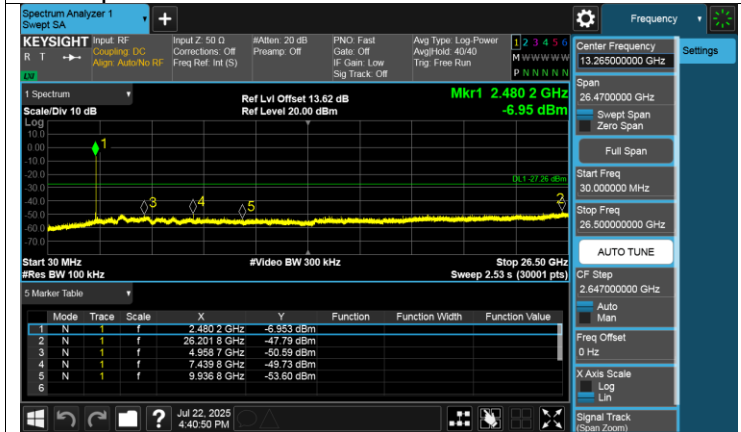 Spectrum Analyzer 1
Swept SA
+
Frequency
KEYSIGHT
R T
Input: RF
Coupling: DC
Align: Auto/No RF
Input Z: 50 Ω
Corrections: Off
Freq Ref: Int (S)
#Atten: 20 dB
Preamp: Off
PNO: Fast
Gate: Off
IF Gain: Low
Sig Track: Off
Avg Type: Log-Power
Avg|Hold: 40/40
Trig: Free Run
1 2 3 4 5 6
M W W W W W
P N N N N N
1 Spectrum
Scale/Div 10 dB
Log
Ref Lvl Offset 13.62 dB
Ref Level 20.00 dBm
Mkr1 2.480 2 GHz
-6.95 dBm
10.0
0.00
-10.0
-20.0
-30.0
-40.0
-50.0
-60.0
-70.0
1
3
4
5
2
DL1 -27.26 dBm
Start 30 MHz
#Res BW 100 kHz
#Video BW 300 kHz
Stop 26.50 GHz
Sweep 2.53 s (30001 pts)
5 Marker Table
Mode Trace Scale X Y Function Function Width Function Value
1 N 1 f 2.480 2 GHz -6.953 dBm
2 N 1 f 26.201 8 GHz -47.79 dBm
3 N 1 f 4.958 7 GHz -50.59 dBm
4 N 1 f 7.439 8 GHz -49.73 dBm
5 N 1 f 9.936 8 GHz -53.60 dBm
6
?
Jul 22, 2025
4:40:50 PM
Center Frequency
13.265000000 GHz
Settings
Span
26.4700000 GHz
Swept Span
Zero Span
Full Span
Start Freq
30.000000 MHz
Stop Freq
26.500000000 GHz
AUTO TUNE
CF Step
2.647000000 GHz
Auto
Man
Freq Offset
0 Hz
X Axis Scale
Log
Lin
Signal Track
(Span Zoom)